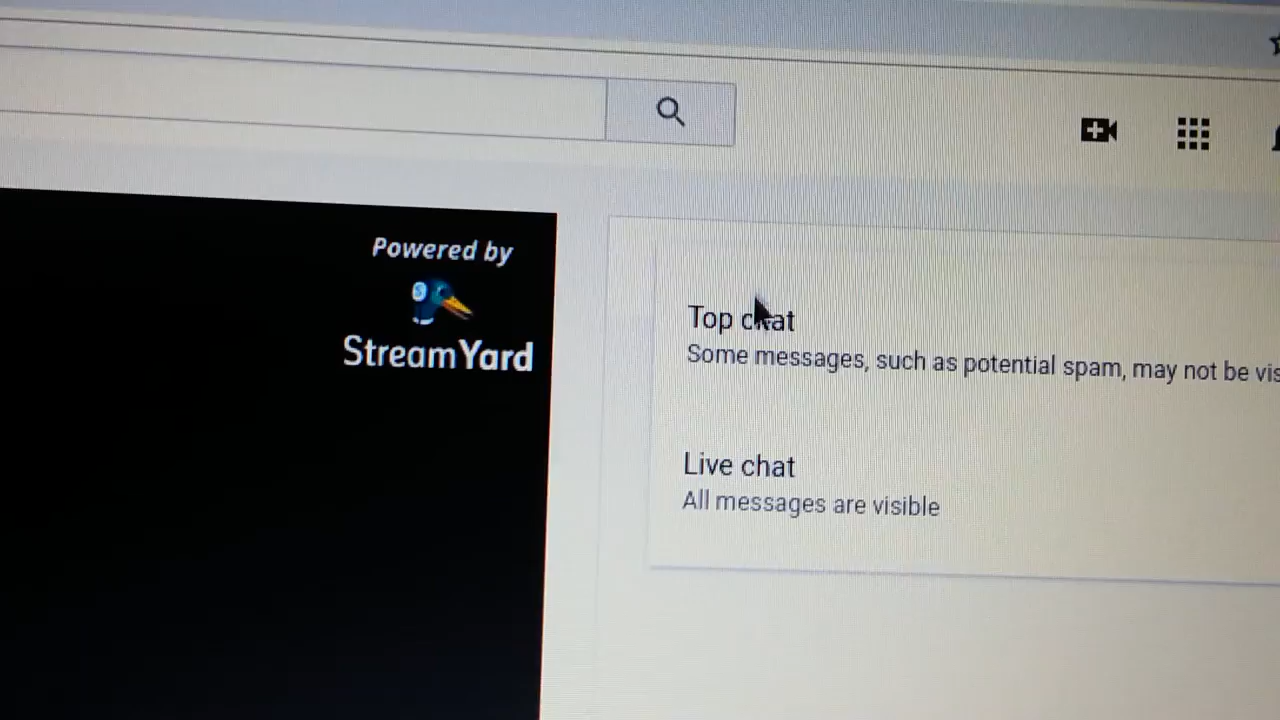 Powered by
StreamYard
Top chat
Some messages, such as potential spam, may not be
Live chat
All messages are visible